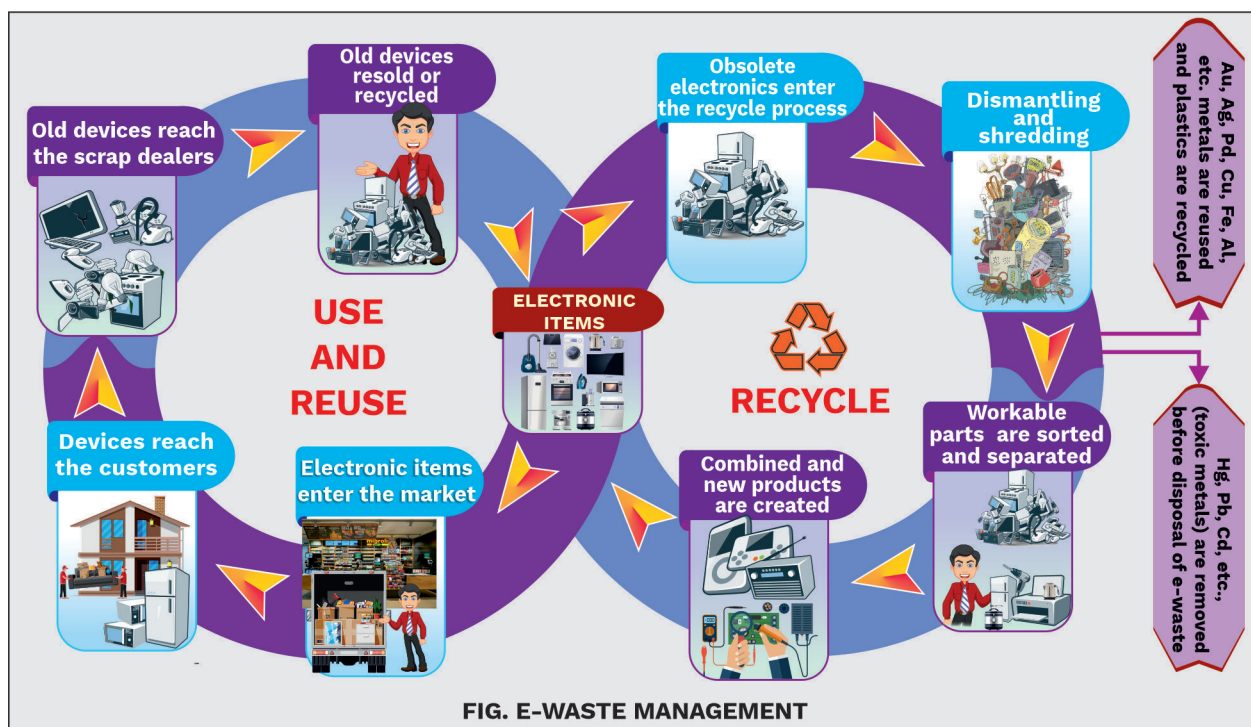 Old devices
resold or
recycled
Old devices reach
the scrap dealers
Obsolete
electronics enter
the recycle process
Dismantling
and
shredding
Au, Ag, Pd, Cu, Fe, Al,
etc. metals are reused
and plastics are recycled
USE
AND
REUSE
ELECTRONIC
ITEMS
RECYCLE
Devices reach
the customers
Electronic items
enter the market
Combined and
new products
are created
Workable
parts are sorted
and separated
Hg, Pb, Cd, etc.,
(toxic metals) are removed
before disposal of e-waste
migros
FIG. E-WASTE MANAGEMENT